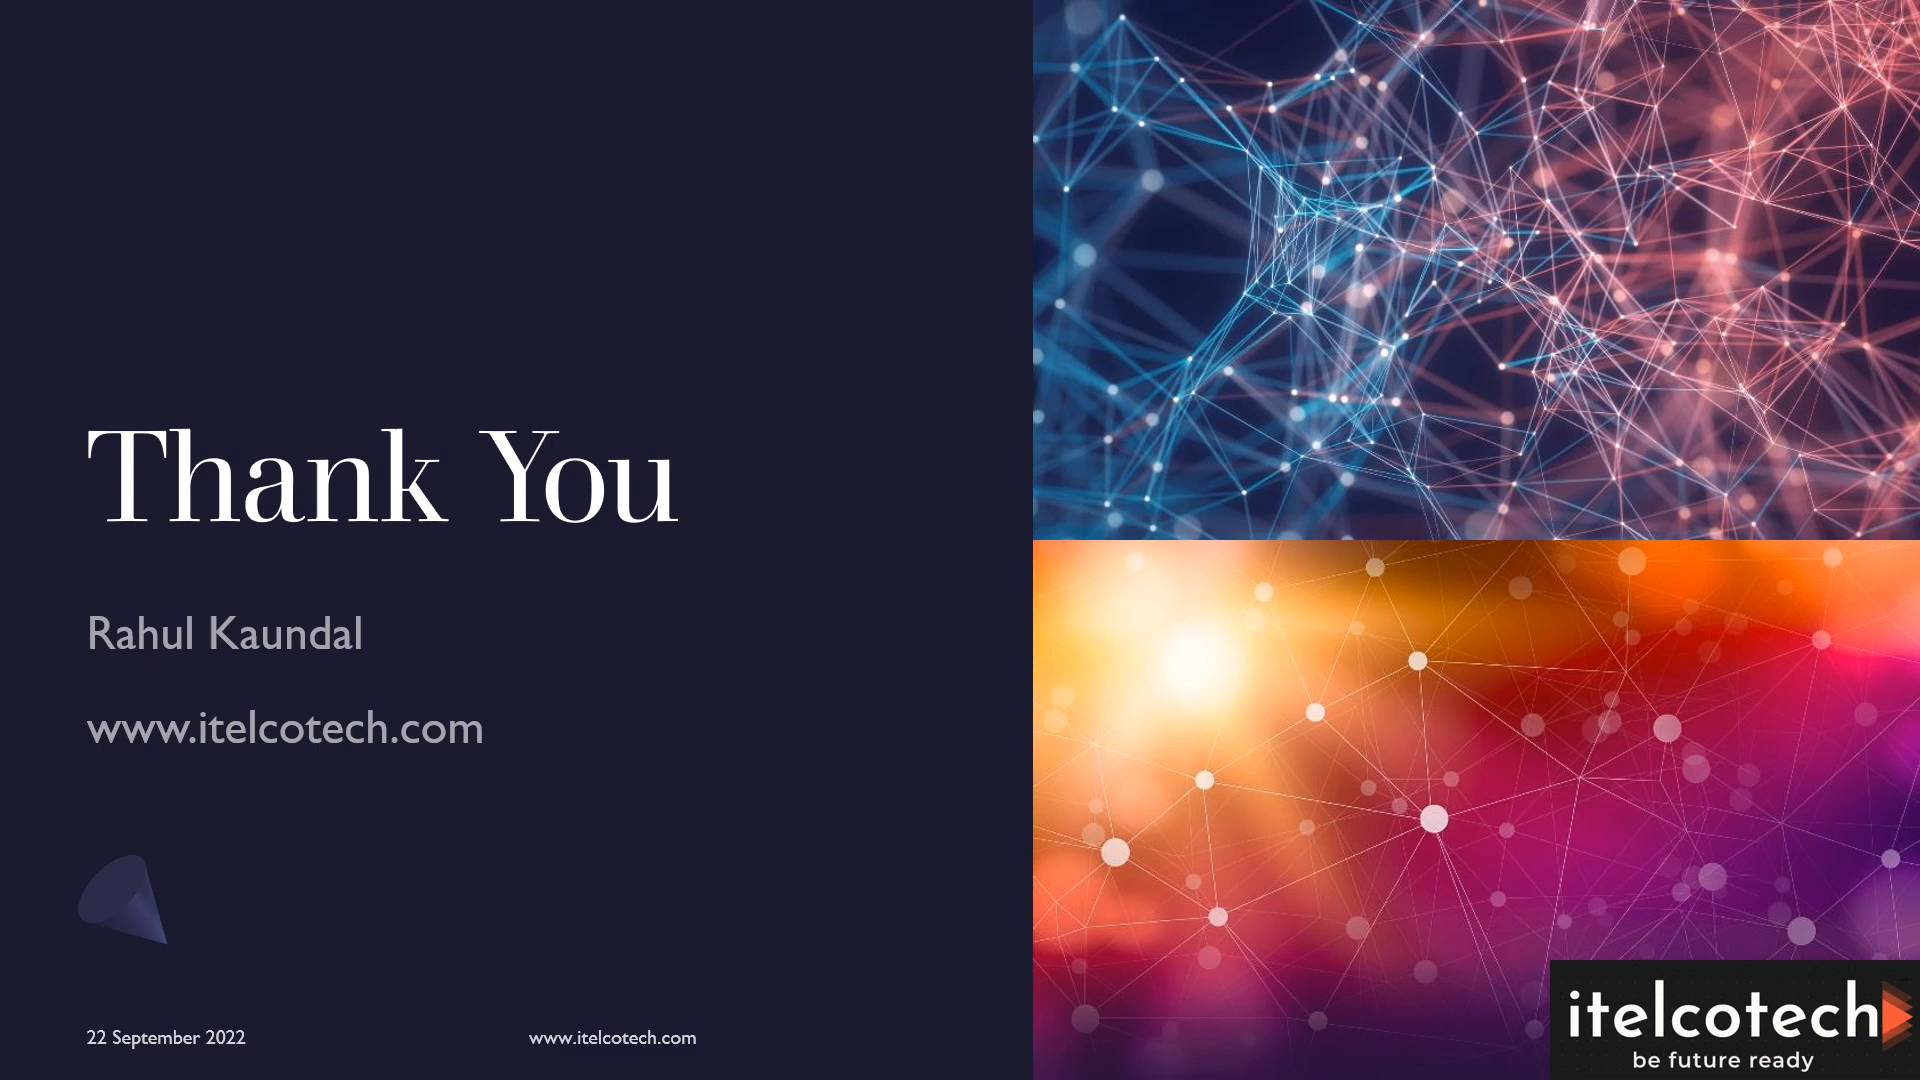 Thank You
Rahul Kaundal
www.itelcotech.com
22 September 2022
www.itelcotech.com
itelcotech
be future ready